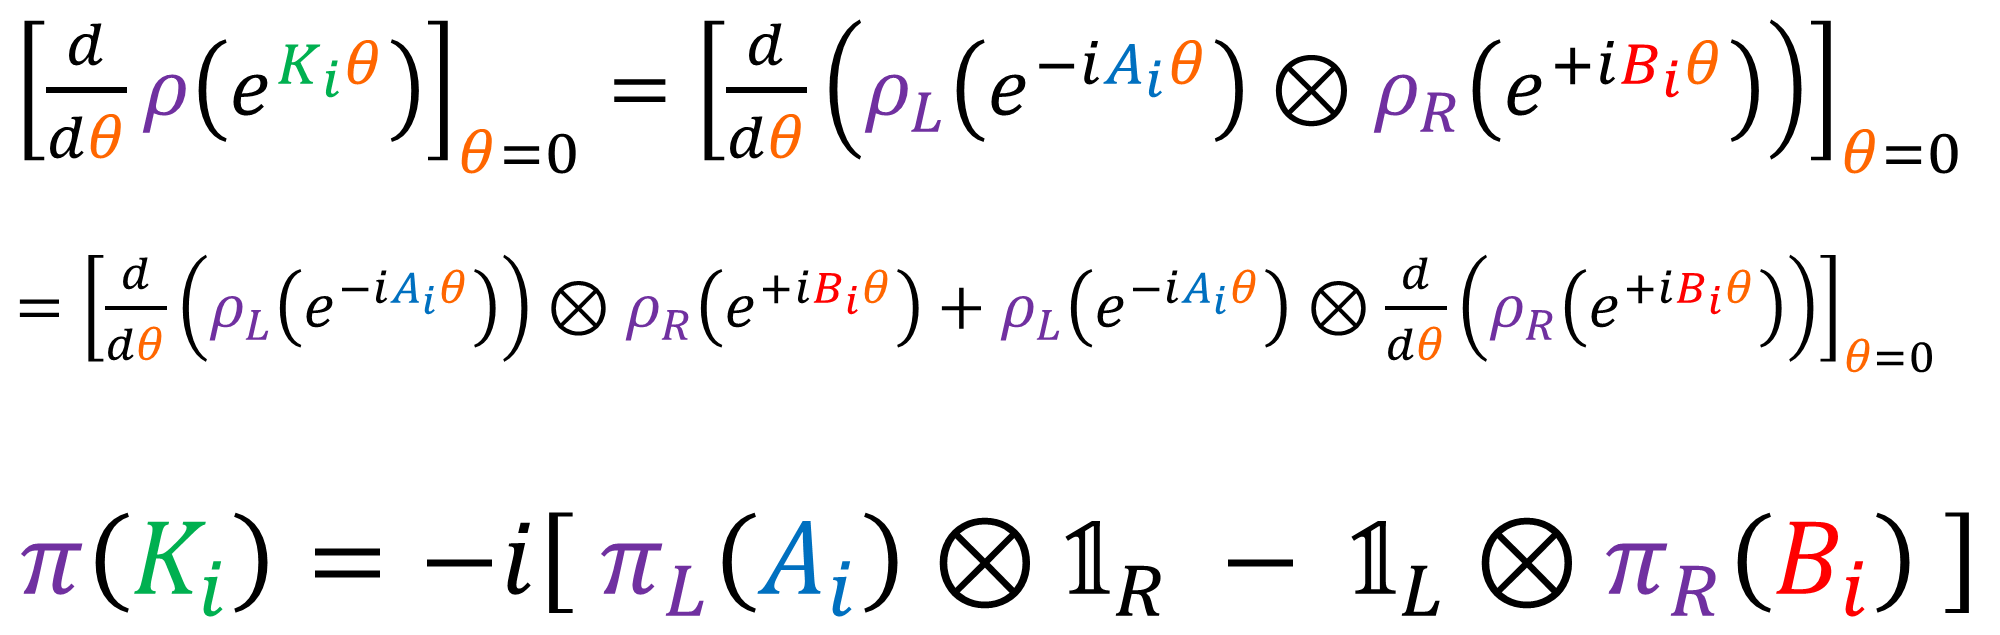 [d/dθ ρ(e^{K_i θ})]_{θ=0} = [d/dθ (ρ_L(e^{−iA_i θ}) ⊗ ρ_R(e^{+iB_i θ}))]_{θ=0}
= [d/dθ (ρ_L(e^{−iA_i θ})) ⊗ ρ_R(e^{+iB_i θ}) + ρ_L(e^{−iA_i θ}) ⊗ d/dθ (ρ_R(e^{+iB_i θ}))]_{θ=0}
π(K_i) = −i[ π_L(A_i) ⊗ 𝟙_R − 𝟙_L ⊗ π_R(B_i) ]